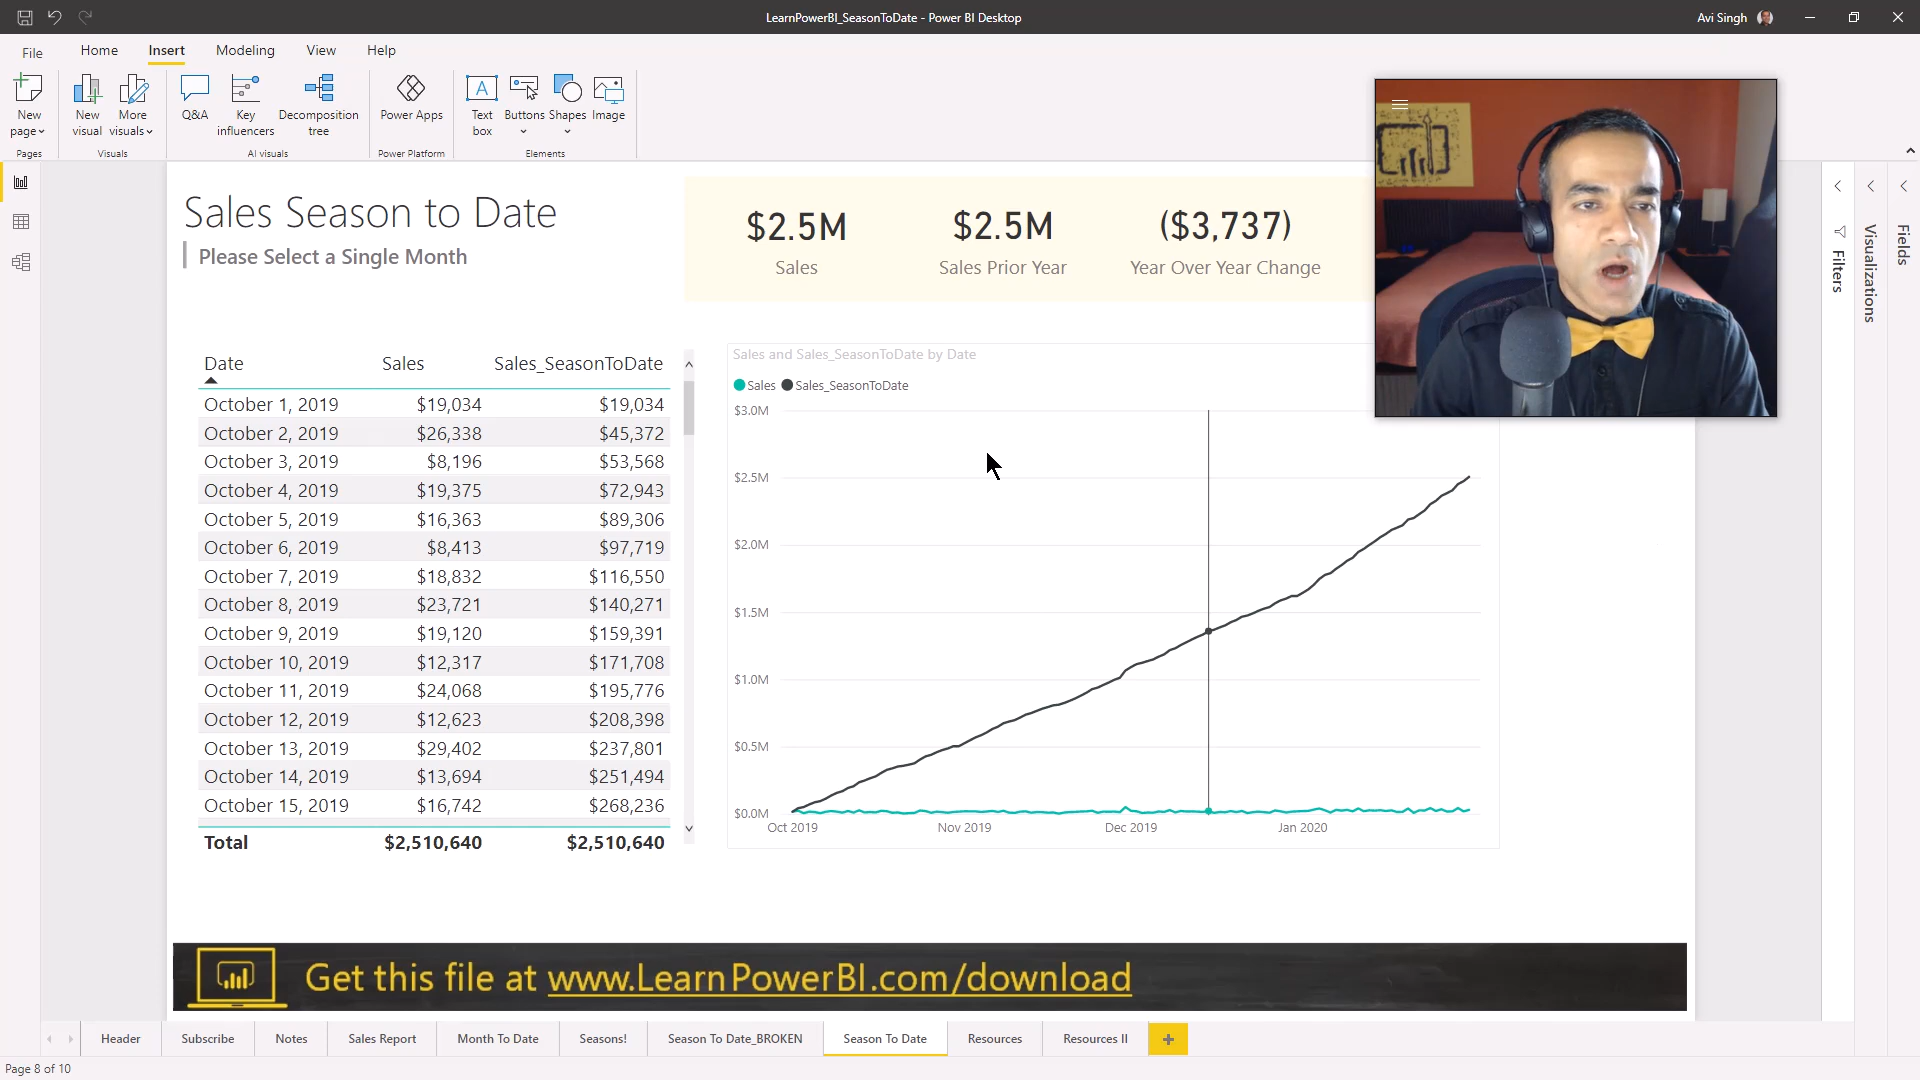 LearnPowerBI_SeasonToDate - Power BI Desktop
Avi Singh
File
Home
Insert
Modeling
View
Help
New page
New visual
More visuals
Q&A
Key influencers
Decomposition tree
Power Apps
Text box
Buttons
Shapes
Image
Pages
Visuals
AI visuals
Power Platform
Elements
Sales Season to Date
Please Select a Single Month
$2.5M
Sales
$2.5M
Sales Prior Year
($3,737)
Year Over Year Change
Filters
Visualizations
Fields
Date Sales Sales_SeasonToDate
October 1, 2019 $19,034 $19,034
October 2, 2019 $26,338 $45,372
October 3, 2019 $8,196 $53,568
October 4, 2019 $19,375 $72,943
October 5, 2019 $16,363 $89,306
October 6, 2019 $8,413 $97,719
October 7, 2019 $18,832 $116,550
October 8, 2019 $23,721 $140,271
October 9, 2019 $19,120 $159,391
October 10, 2019 $12,317 $171,708
October 11, 2019 $24,068 $195,776
October 12, 2019 $12,623 $208,398
October 13, 2019 $29,402 $237,801
October 14, 2019 $13,694 $251,494
October 15, 2019 $16,742 $268,236
Total $2,510,640 $2,510,640
Sales and Sales_SeasonToDate by Date
Sales Sales_SeasonToDate
$3.0M
$2.5M
$2.0M
$1.5M
$1.0M
$0.5M
$0.0M
Oct 2019 Nov 2019 Dec 2019 Jan 2020
Get this file at www.LearnPowerBI.com/download
Header
Subscribe
Notes
Sales Report
Month To Date
Seasons!
Season To Date_BROKEN
Season To Date
Resources
Resources II
Page 8 of 10